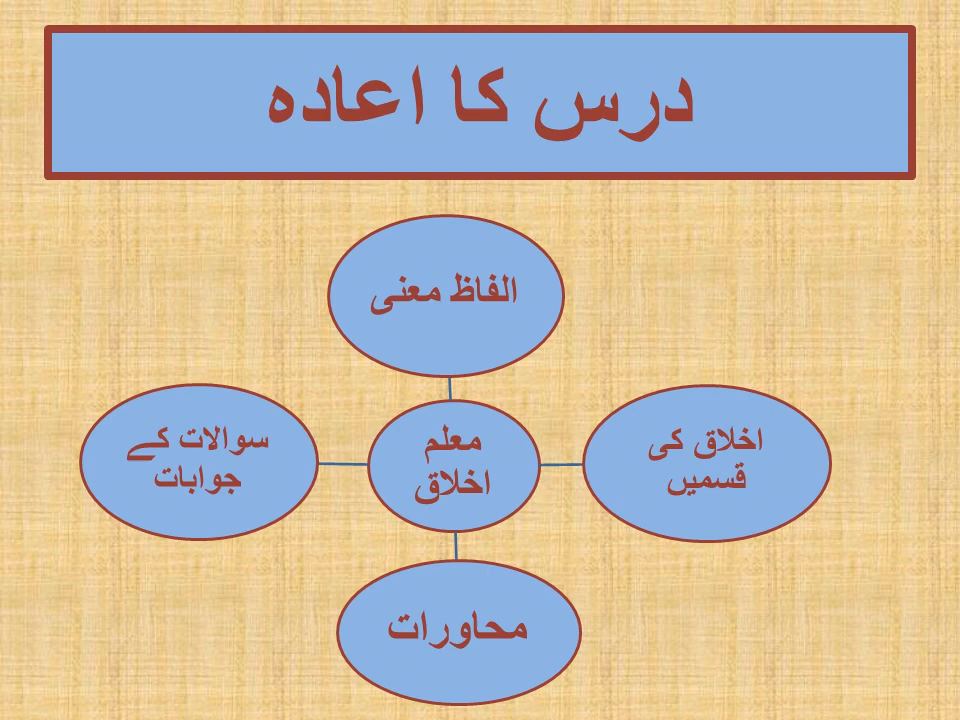 درس کا اعادہ
الفاظ معنی
اخلاق کی
قسمیں
معلم
اخلاق
سوالات کے
جوابات
محاورات